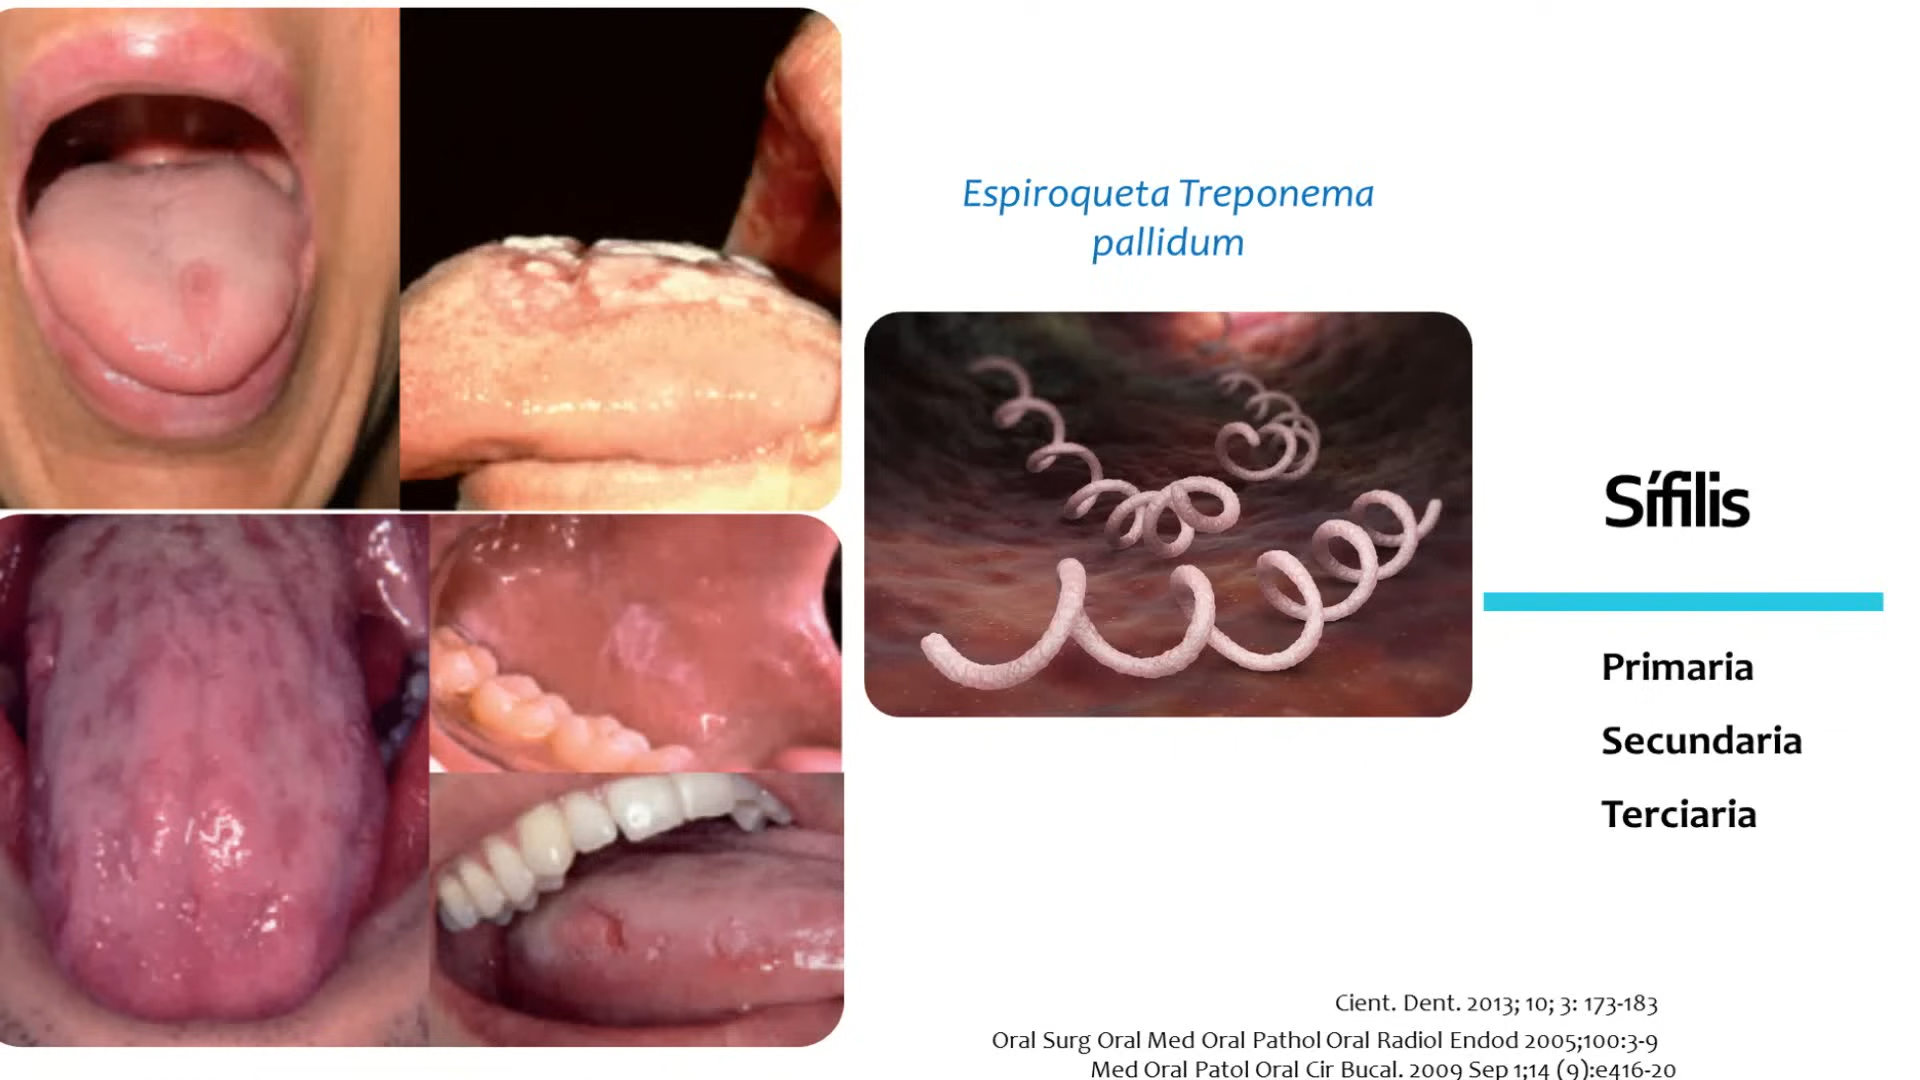 Espiroqueta Treponema
pallidum
Sífilis
Primaria
Secundaria
Terciaria
Cient. Dent. 2013; 10; 3: 173-183
Oral Surg Oral Med Oral Pathol Oral Radiol Endod 2005;100:3-9
Med Oral Patol Oral Cir Bucal. 2009 Sep 1;14 (9):e416-20